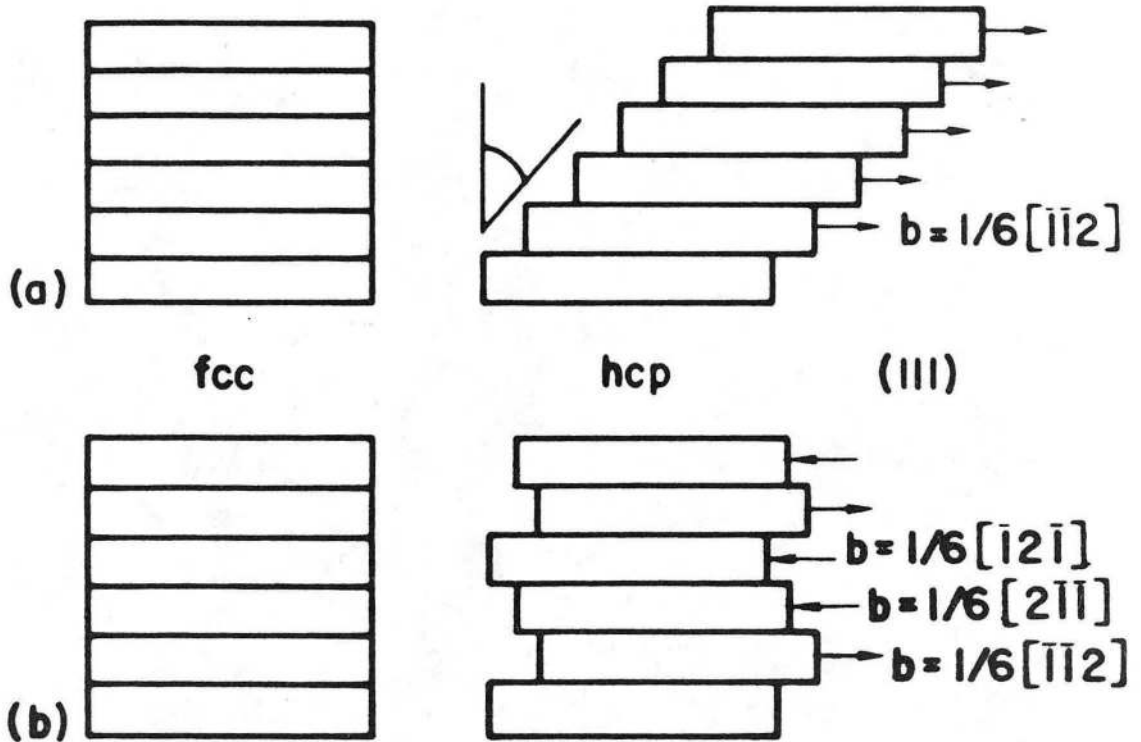 b = 1/6 [1̄1̄2]
(a)
fcc hcp (111)
b = 1/6 [1̄21̄]
b = 1/6 [21̄1̄]
b = 1/6 [1̄1̄2]
(b)